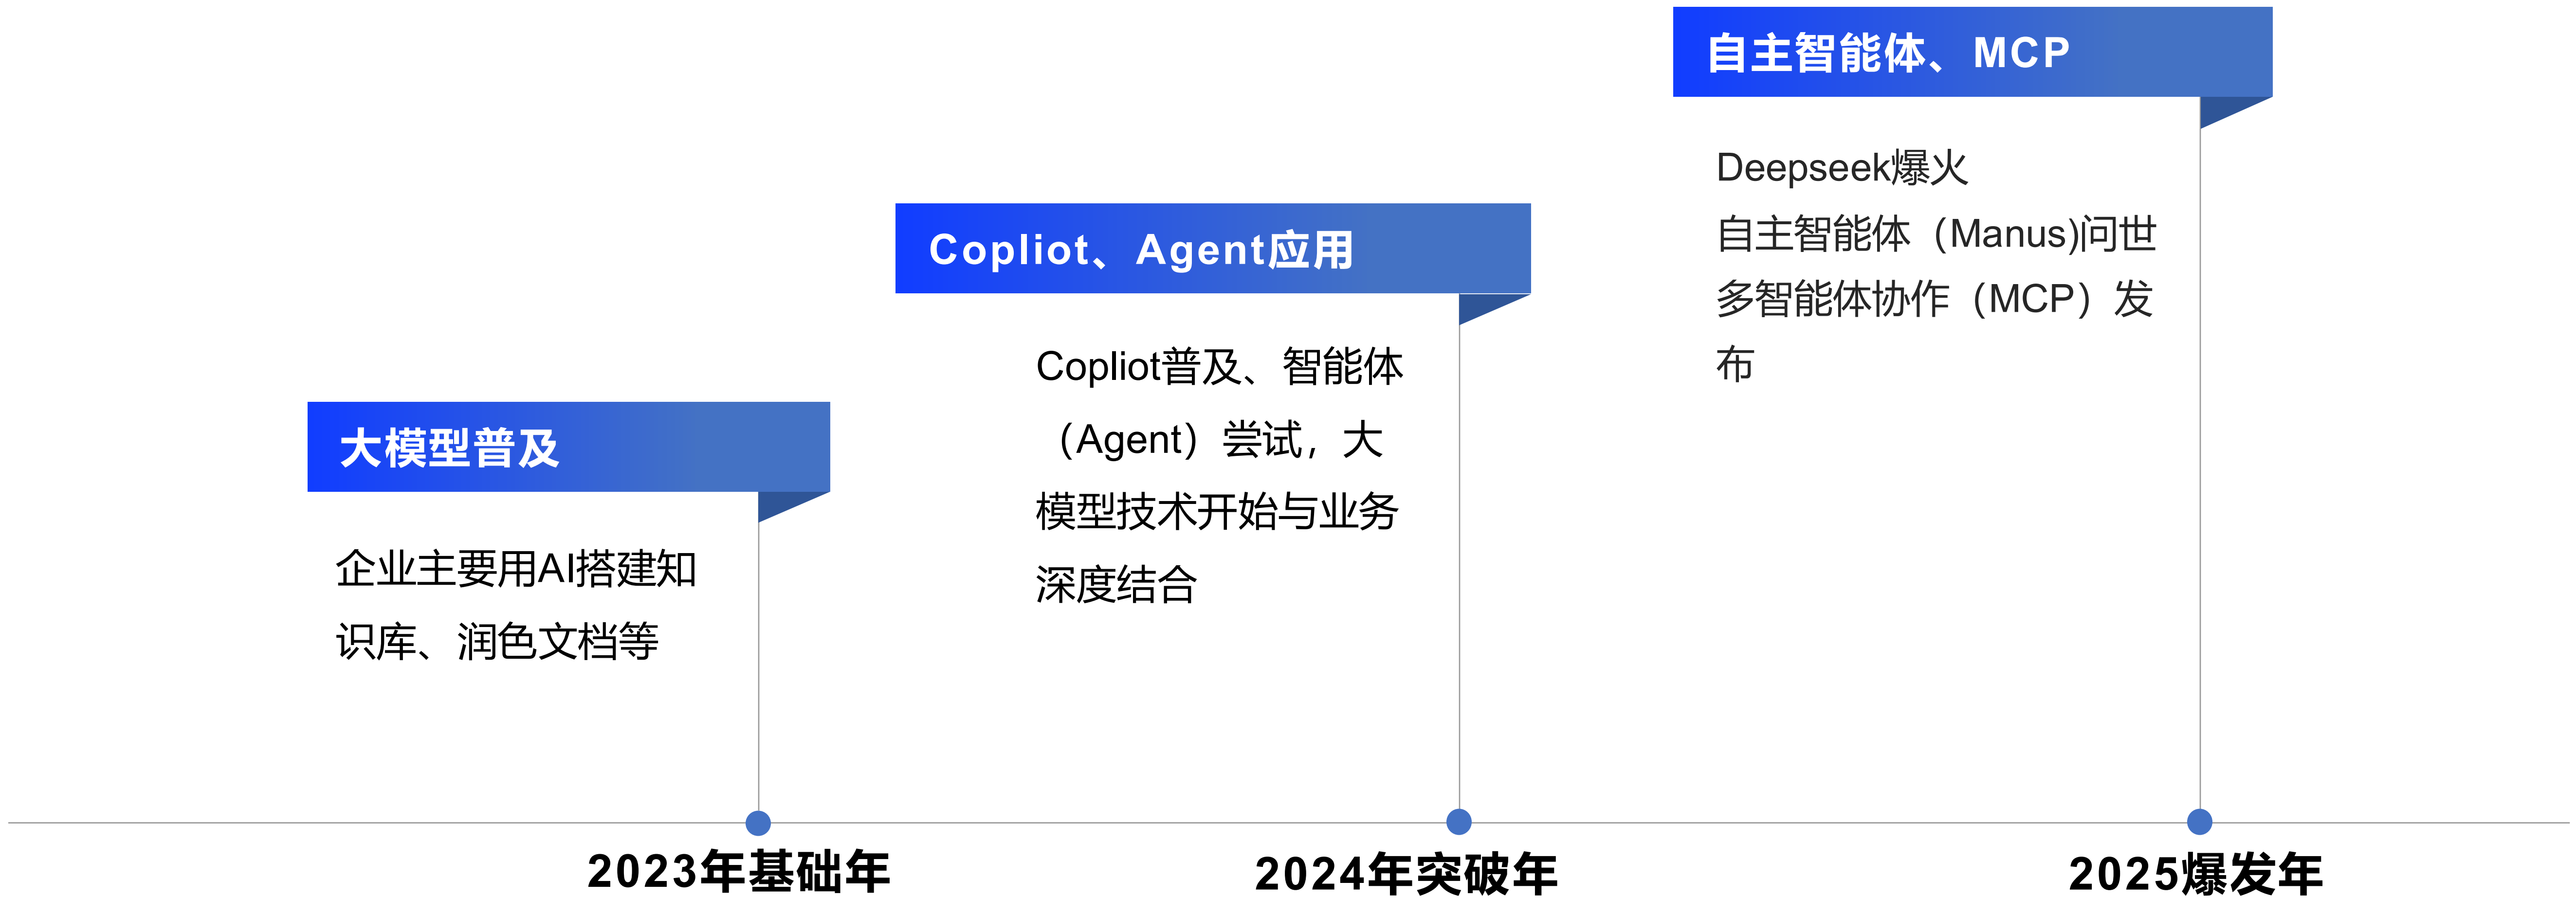 自主智能体、MCP
Deepseek爆火
自主智能体（Manus)问世
多智能体协作（MCP）发
布
Copliot、Agent应用
Copliot普及、智能体
（Agent）尝试，大
模型技术开始与业务
深度结合
大模型普及
企业主要用AI搭建知
识库、润色文档等
2023年基础年
2024年突破年
2025爆发年